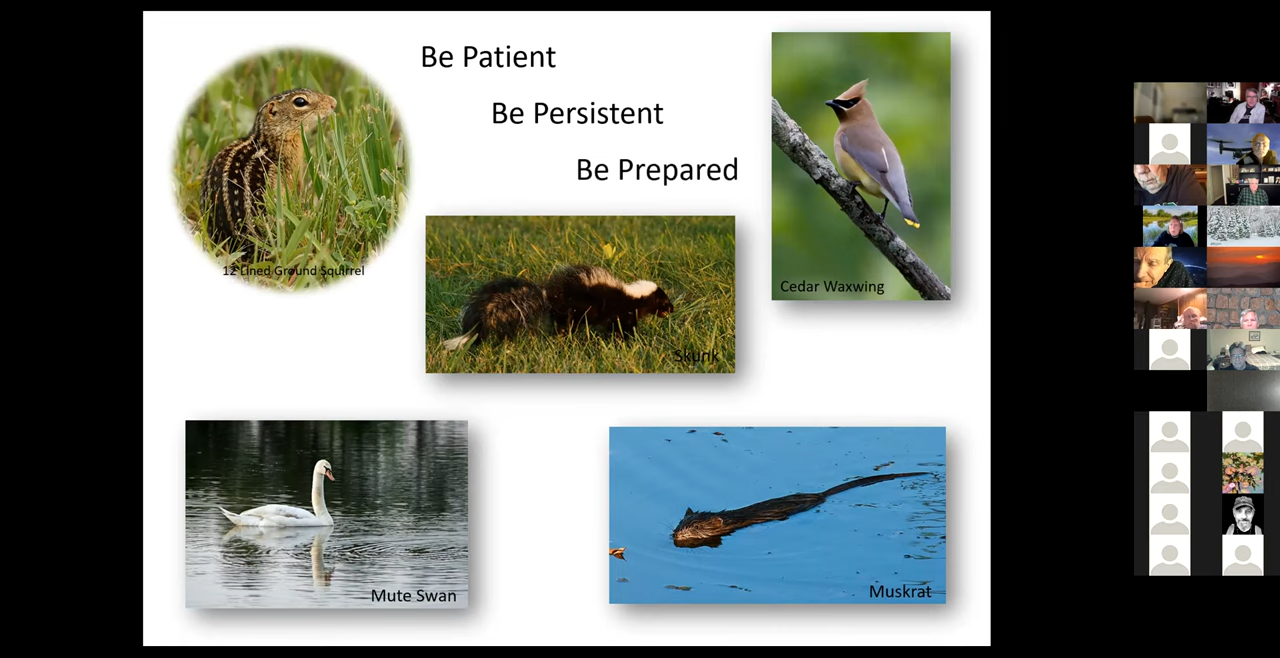 Be Patient
Be Persistent
Be Prepared
12 Lined Ground Squirrel
Cedar Waxwing
Skunk
Mute Swan
Muskrat